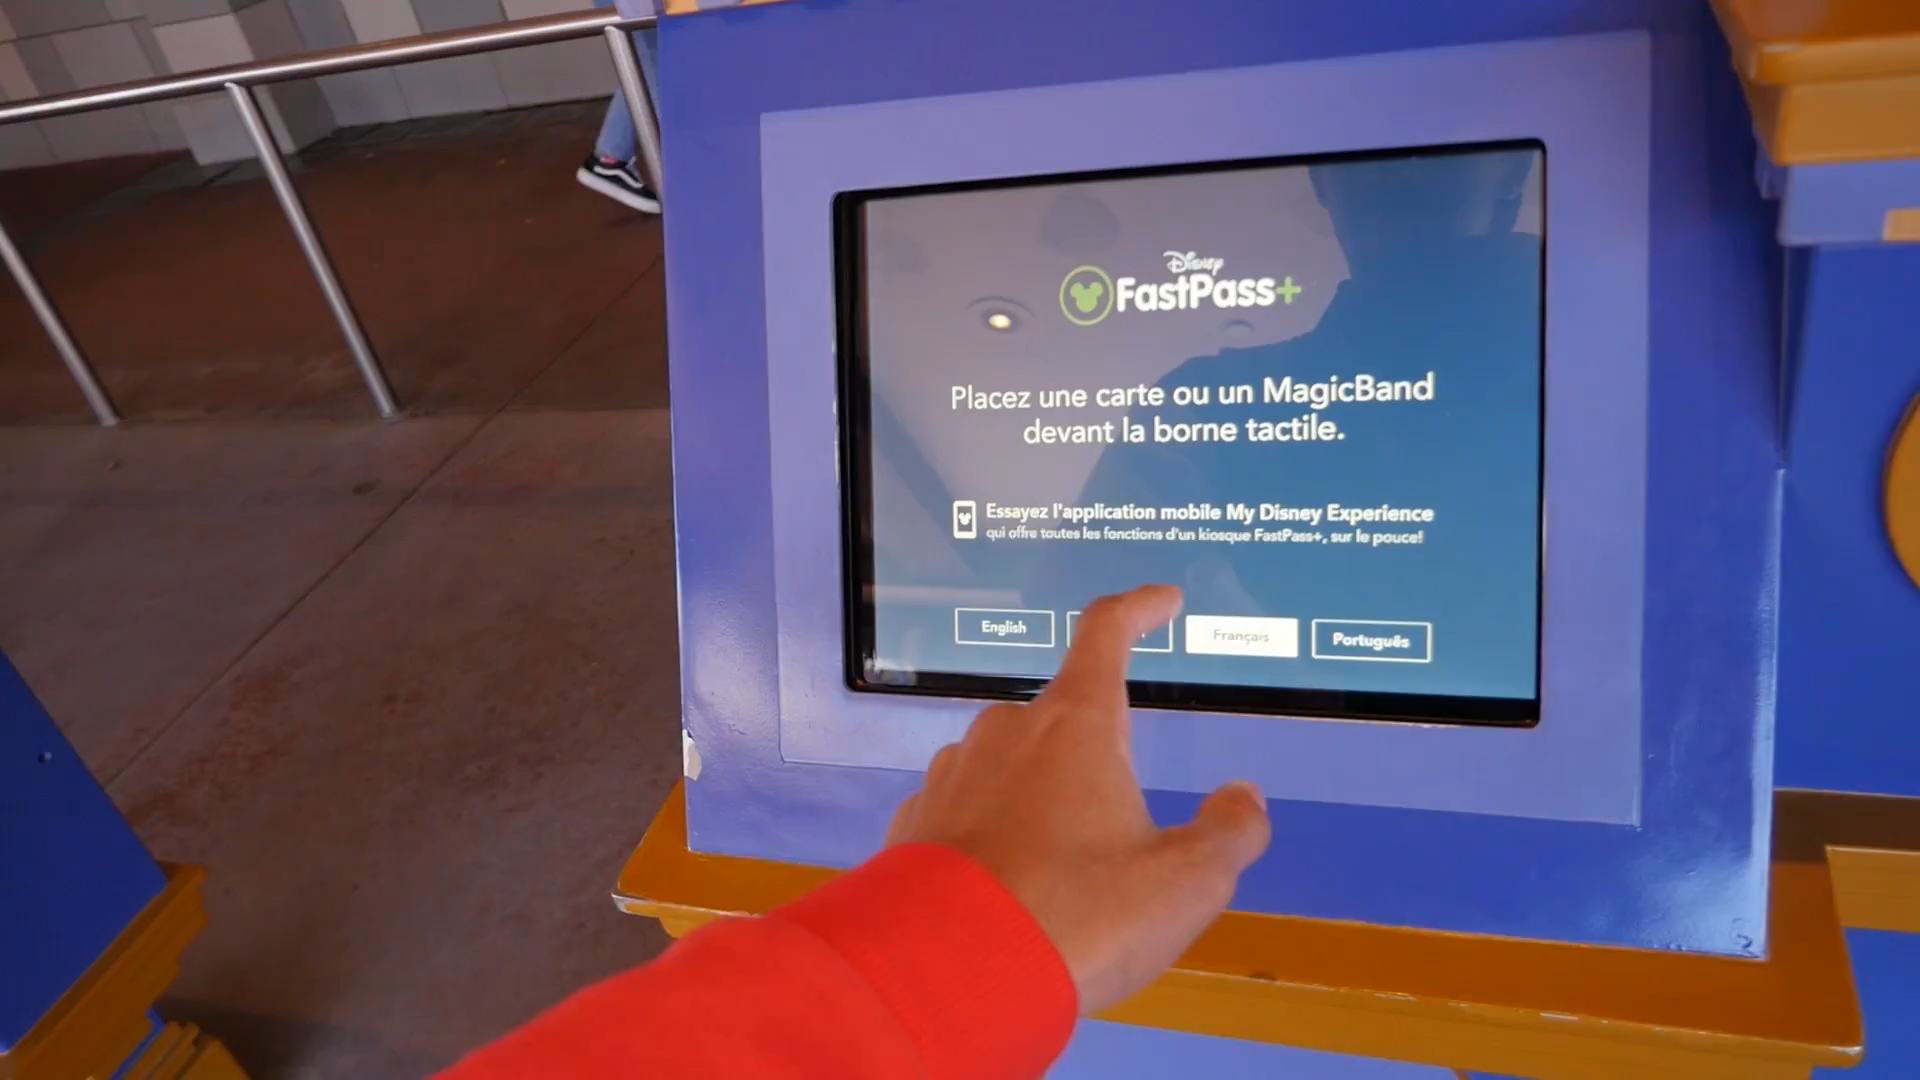 Disney
FastPass+
Placez une carte ou un MagicBand
devant la borne tactile.
Essayez l'application mobile My Disney Experience
qui offre toutes les fonctions d'un kiosque FastPass+, sur le pouce!
English
Français
Português